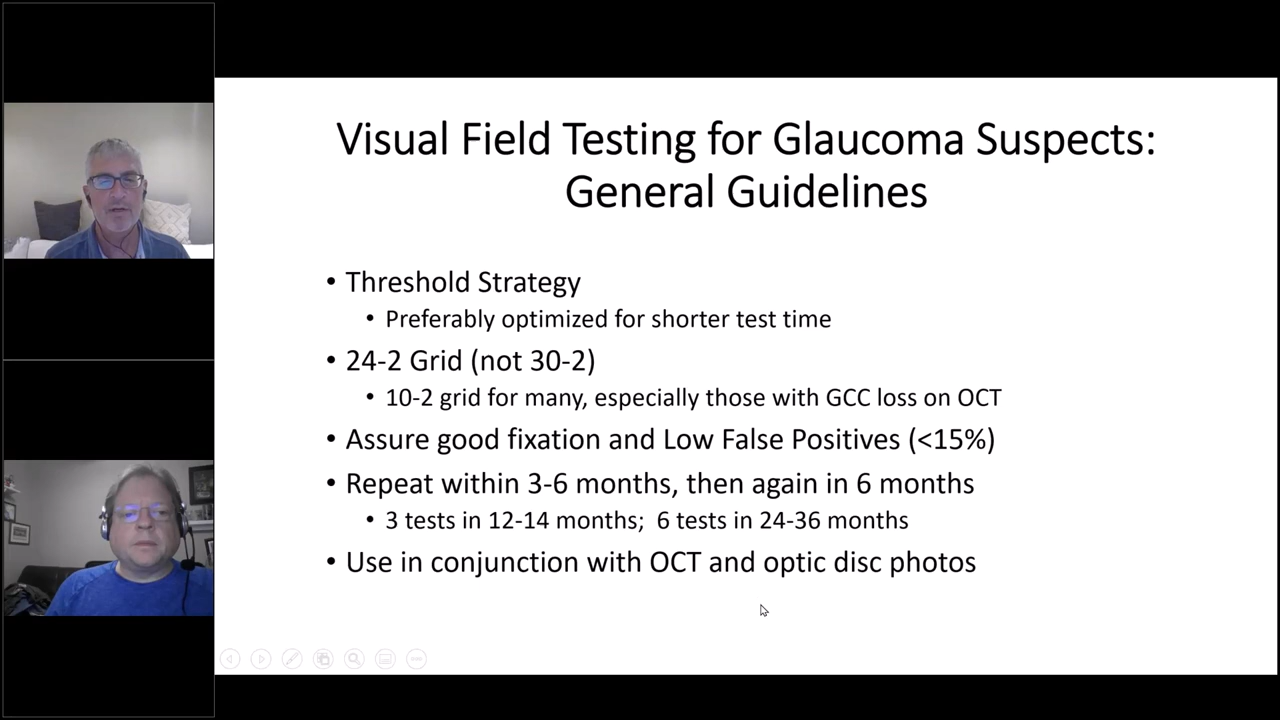 Visual Field Testing for Glaucoma Suspects:
General Guidelines
• Threshold Strategy
• Preferably optimized for shorter test time
• 24-2 Grid (not 30-2)
• 10-2 grid for many, especially those with GCC loss on OCT
• Assure good fixation and Low False Positives (<15%)
• Repeat within 3-6 months, then again in 6 months
• 3 tests in 12-14 months;  6 tests in 24-36 months
• Use in conjunction with OCT and optic disc photos